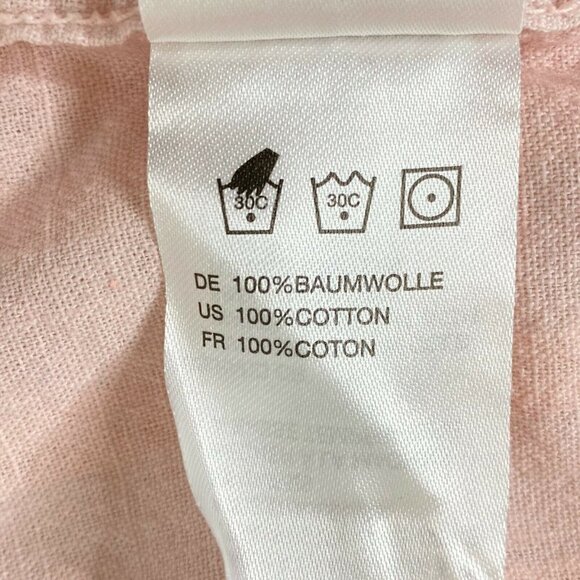 30C 30C
DE 100%BAUMWOLLE
US 100%COTTON
FR 100%COTON